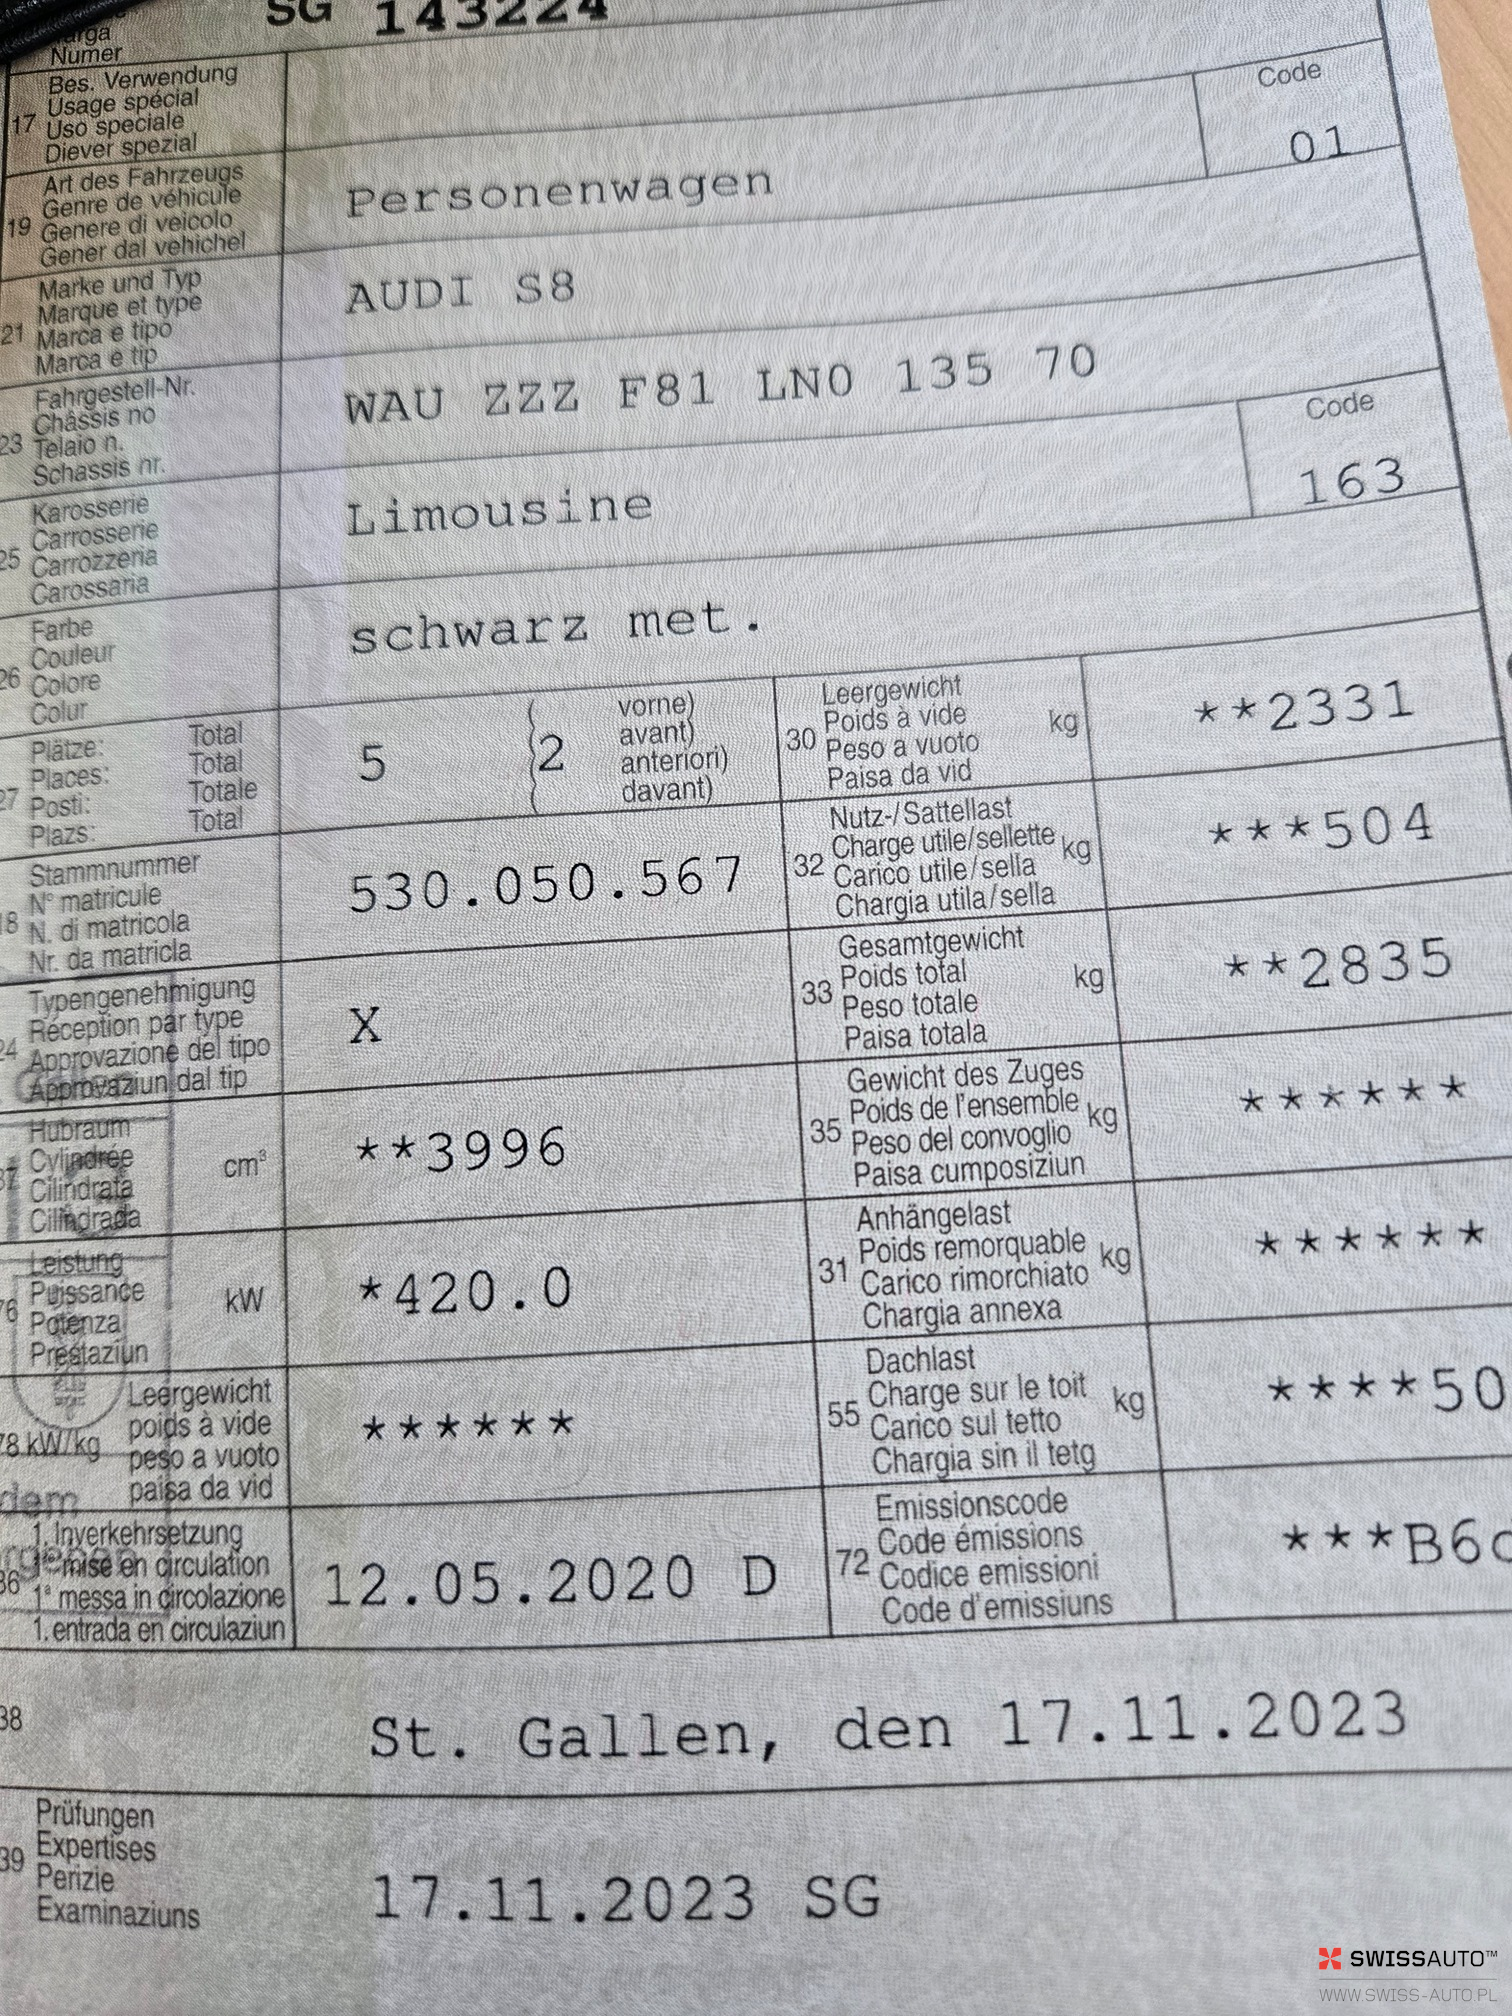 SG 143224
Numer
17 Bes. Verwendung
Usage spécial
Uso speciale
Diever spezial
Code
01
19 Art des Fahrzeugs
Genre de véhicule
Genere di veicolo
Gener dal vehichel
Personenwagen
21 Marke und Typ
Marque et type
Marca e tipo
Marca e tip
AUDI S8
23 Fahrgestell-Nr.
Châssis no
Telaio n.
Schassis nr.
WAU ZZZ F81 LN0 135 70
25 Karosserie
Carrosserie
Carrozzeria
Carossaria
Limousine
Code
163
26 Farbe
Couleur
Colore
Colur
schwarz met.
27 Plätze: Total
Places: Total
Posti: Totale
Plazs: Total
5 2
vorne)
avant)
anteriori)
davant)
30 Leergewicht
Poids à vide kg
Peso a vuoto
Paisa da vid
**2331
18 Stammnummer
N° matricule
N. di matricola
Nr. da matricla
530.050.567
32 Nutz-/Sattellast
Charge utile/sellette kg
Carico utile/sella
Chargia utila/sella
***504
24 Typengenehmigung
Réception par type
Approvazione del tipo
Approvaziun dal tip
X
33 Gesamtgewicht
Poids total kg
Peso totale
Paisa totala
**2835
37 Hubraum
Cylindrée cm³
Cilindrata
Cilindrada
**3996
35 Gewicht des Zuges
Poids de l'ensemble kg
Peso del convoglio
Paisa cumposiziun
******
76 Leistung
Puissance kW
Potenza
Prestaziun
*420.0
31 Anhängelast
Poids remorquable kg
Carico rimorchiato
Chargia annexa
******
78 kW/kg Leergewicht
poids à vide
peso a vuoto
paisa da vid
******
55 Dachlast
Charge sur le toit kg
Carico sul tetto
Chargia sin il tetg
****50
36 1. Inverkehrsetzung
1re mise en circulation
1a messa in circolazione
1. entrada en circulaziun
12.05.2020 D
72 Emissionscode
Code émissions
Codice emissioni
Code d'emissiuns
***B6c
38 St. Gallen, den 17.11.2023
39 Prüfungen
Expertises
Perizie
Examinaziuns
17.11.2023 SG
SWISSAUTO™
WWW.SWISS-AUTO.PL